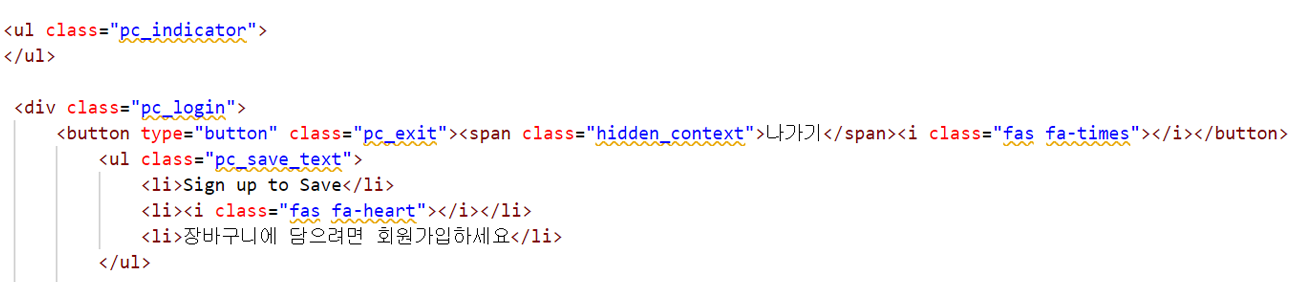 <ul class="pc_indicator">
</ul>
<div class="pc_login">
<button type="button" class="pc_exit"><span class="hidden_context">나가기</span><i class="fas fa-times"></i></button>
<ul class="pc_save_text">
<li>Sign up to Save</li>
<li><i class="fas fa-heart"></i></li>
<li>장바구니에 담으려면 회원가입하세요</li>
</ul>